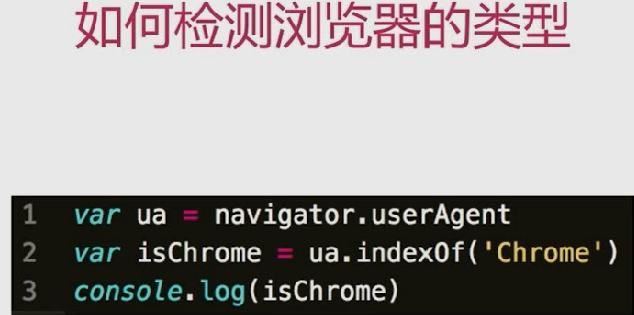 如何检测浏览器的类型
1 var ua = navigator.userAgent
2 var isChrome = ua.indexOf('Chrome')
3 console.log(isChrome)